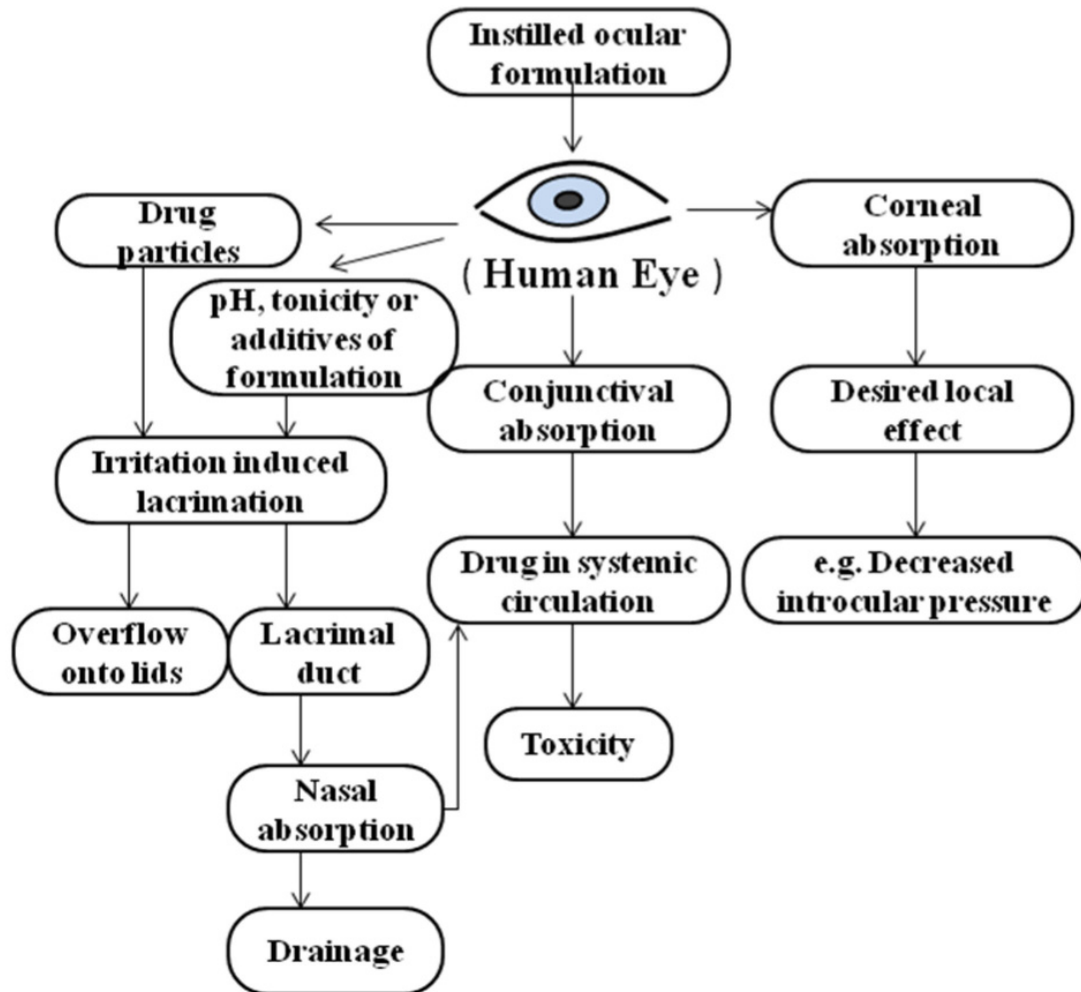 Instilled ocular
formulation
Drug
particles
Corneal
absorption
( Human Eye )
pH, tonicity or
additives of
formulation
Conjunctival
absorption
Desired local
effect
Irritation induced
lacrimation
Drug in systemic
circulation
e.g. Decreased
introcular pressure
Overflow
onto lids
Lacrimal
duct
Toxicity
Nasal
absorption
Drainage